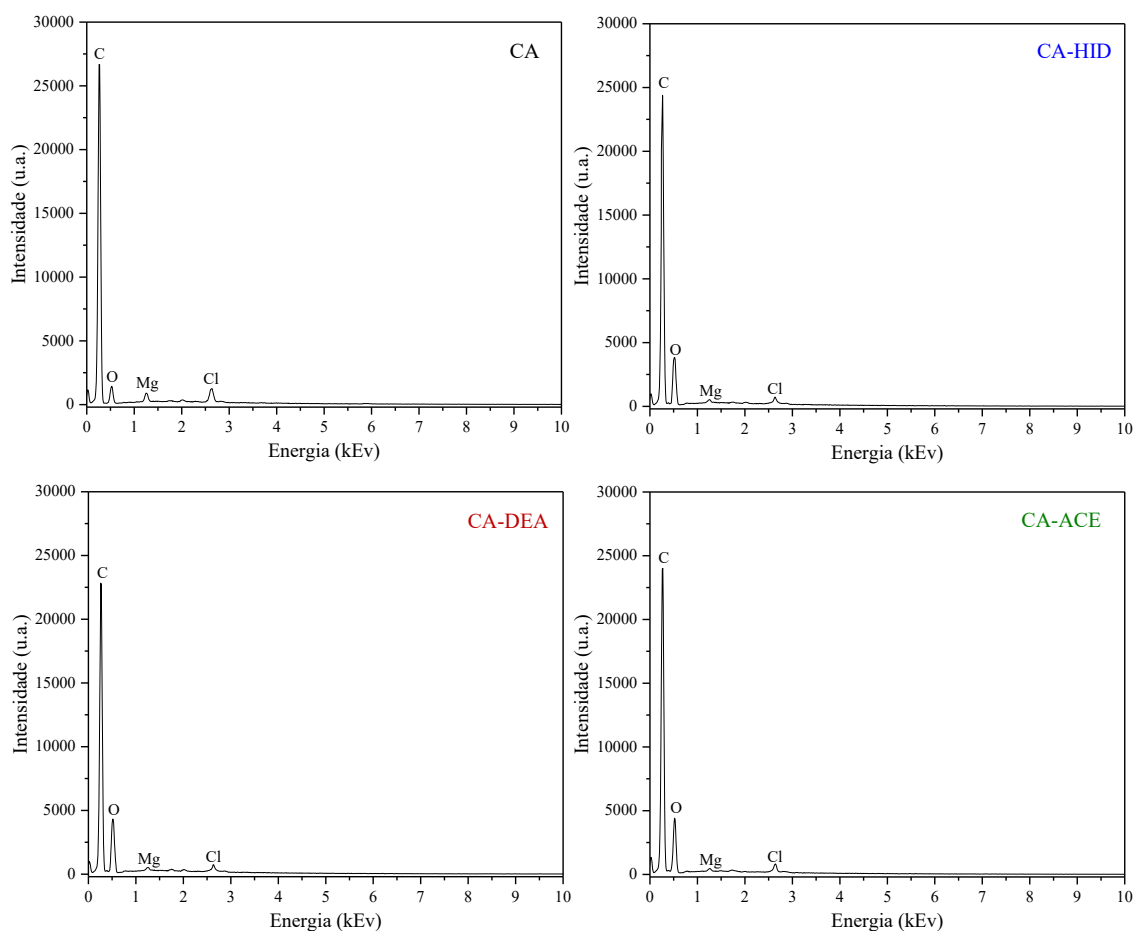 CA
Intensidade (u.a.)
30000
25000
20000
15000
10000
5000
0
C
O
Mg
Cl
0 1 2 3 4 5 6 7 8 9 10
Energia (kEv)
CA-HID
Intensidade (u.a.)
30000
25000
20000
15000
10000
5000
0
C
O
Mg
Cl
0 1 2 3 4 5 6 7 8 9 10
Energia (kEv)
CA-DEA
Intensidade (u.a.)
30000
25000
20000
15000
10000
5000
0
C
O
Mg
Cl
0 1 2 3 4 5 6 7 8 9 10
Energia (kEv)
CA-ACE
Intensidade (u.a.)
30000
25000
20000
15000
10000
5000
0
C
O
Mg
Cl
0 1 2 3 4 5 6 7 8 9 10
Energia (kEv)